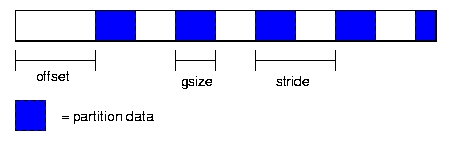 offset
gsize
stride
= partition data